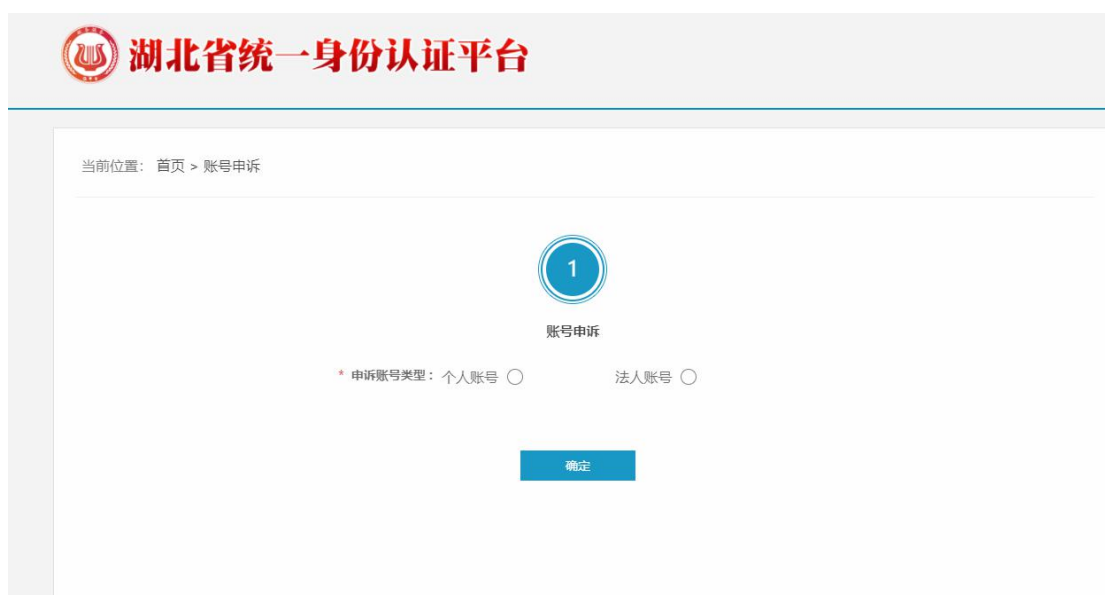 湖北省统一身份认证平台
当前位置： 首页 > 账号申诉
1
账号申诉
* 申诉账号类型： 个人账号 法人账号
确定